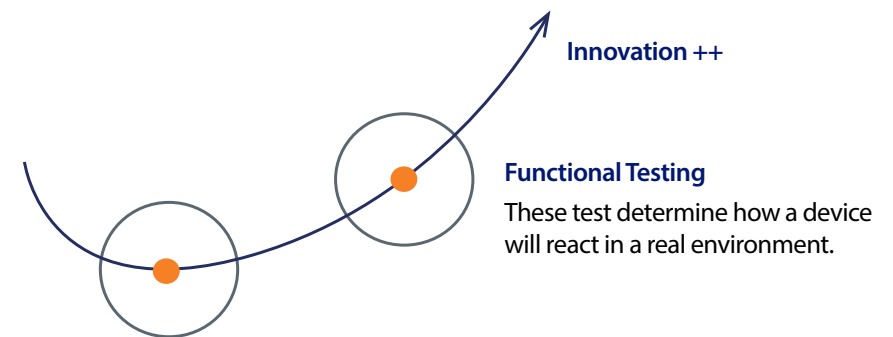 Innovation ++
Functional Testing
These test determine how a device
will react in a real environment.